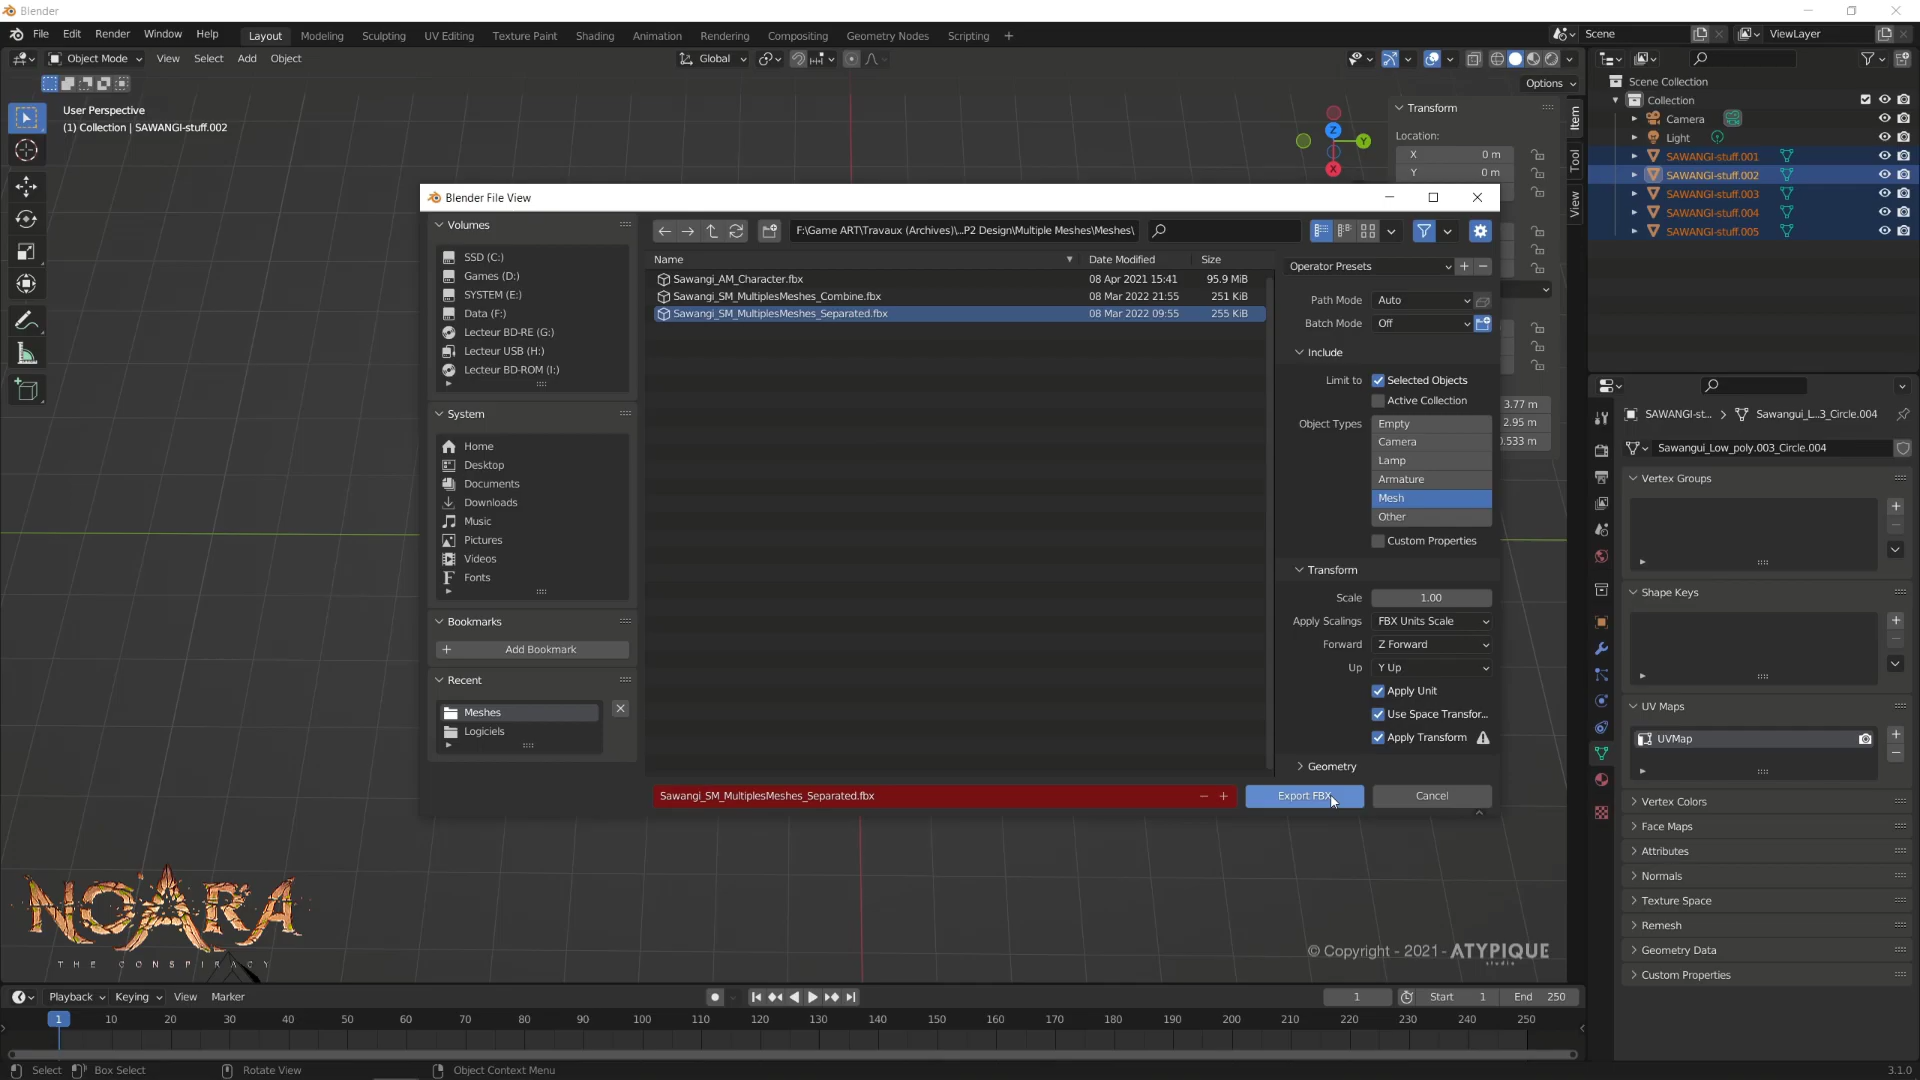 Blender
File Edit Render Window Help Layout Modeling Sculpting UV Editing Texture Paint Shading Animation Rendering Compositing Geometry Nodes Scripting + Scene ViewLayer
Object Mode View Select Add Object Global
Options
User Perspective
(1) Collection | SAWANGI-stuff.002
Z
Y
X
Transform
Location:
X 0 m
Y 0 m
Item
Tool
View
3.77 m
2.95 m
0.533 m
Scene Collection
Collection
Camera
Light
SAWANGI-stuff.001
SAWANGI-stuff.002
SAWANGI-stuff.003
SAWANGI-stuff.004
SAWANGI-stuff.005
Blender File View
Volumes
SSD (C:)
Games (D:)
SYSTEM (E:)
Data (F:)
Lecteur BD-RE (G:)
Lecteur USB (H:)
Lecteur BD-ROM (I:)
System
Home
Desktop
Documents
Downloads
Music
Pictures
Videos
Fonts
Bookmarks
+ Add Bookmark
Recent
Meshes
Logiciels
F:\Game ART\Travaux (Archives)\...P2 Design\Multiple Meshes\Meshes\
Name Date Modified Size
Sawangi_AM_Character.fbx 08 Apr 2021 15:41 95.9 MiB
Sawangi_SM_MultiplesMeshes_Combine.fbx 08 Mar 2022 21:55 251 KiB
Sawangi_SM_MultiplesMeshes_Separated.fbx 08 Mar 2022 09:55 255 KiB
Operator Presets
Path Mode Auto
Batch Mode Off
Include
Limit to Selected Objects
Active Collection
Object Types Empty
Camera
Lamp
Armature
Mesh
Other
Custom Properties
Transform
Scale 1.00
Apply Scalings FBX Units Scale
Forward Z Forward
Up Y Up
Apply Unit
Use Space Transfor...
Apply Transform
Geometry
Sawangi_SM_MultiplesMeshes_Separated.fbx
Export FBX
Cancel
SAWANGI-st... > Sawangui_L...3_Circle.004
Sawangui_Low_poly.003_Circle.004
Vertex Groups
Shape Keys
UV Maps
UVMap
Vertex Colors
Face Maps
Attributes
Normals
Texture Space
Remesh
Geometry Data
Custom Properties
NOARA
THE CONSPIRACY
© Copyright - 2021 - ATYPIQUE
studio
Playback Keying View Marker 1 Start 1 End 250
1 10 20 30 40 50 60 70 80 90 100 110 120 130 140 150 160 170 180 190 200 210 220 230 240 250
Select Box Select Rotate View Object Context Menu 3.1.0